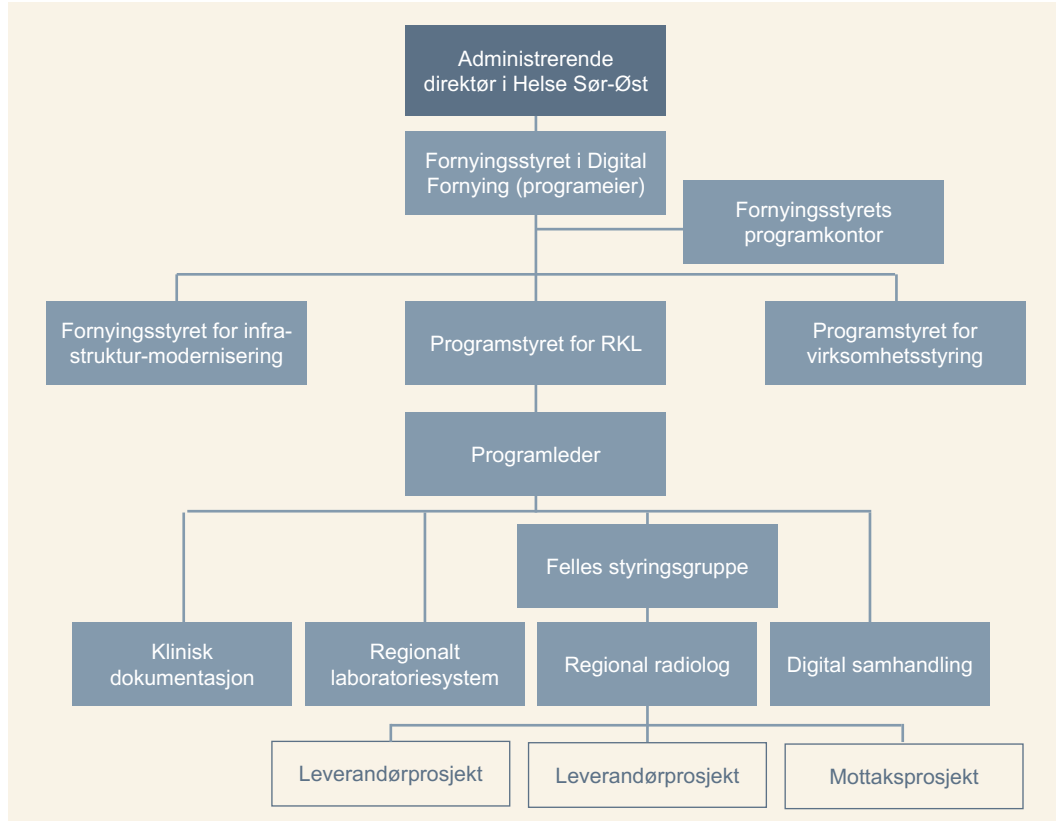 Administrerende
direktør i Helse Sør-Øst
Fornyingsstyret i Digital
Fornying (programeier)
Fornyingsstyrets
programkontor
Fornyingsstyret for infra-
struktur-modernisering
Programstyret for RKL
Programstyret for
virksomhetsstyring
Programleder
Felles styringsgruppe
Klinisk
dokumentasjon
Regionalt
laboratoriesystem
Regional radiolog
Digital samhandling
Leverandørprosjekt
Leverandørprosjekt
Mottaksprosjekt